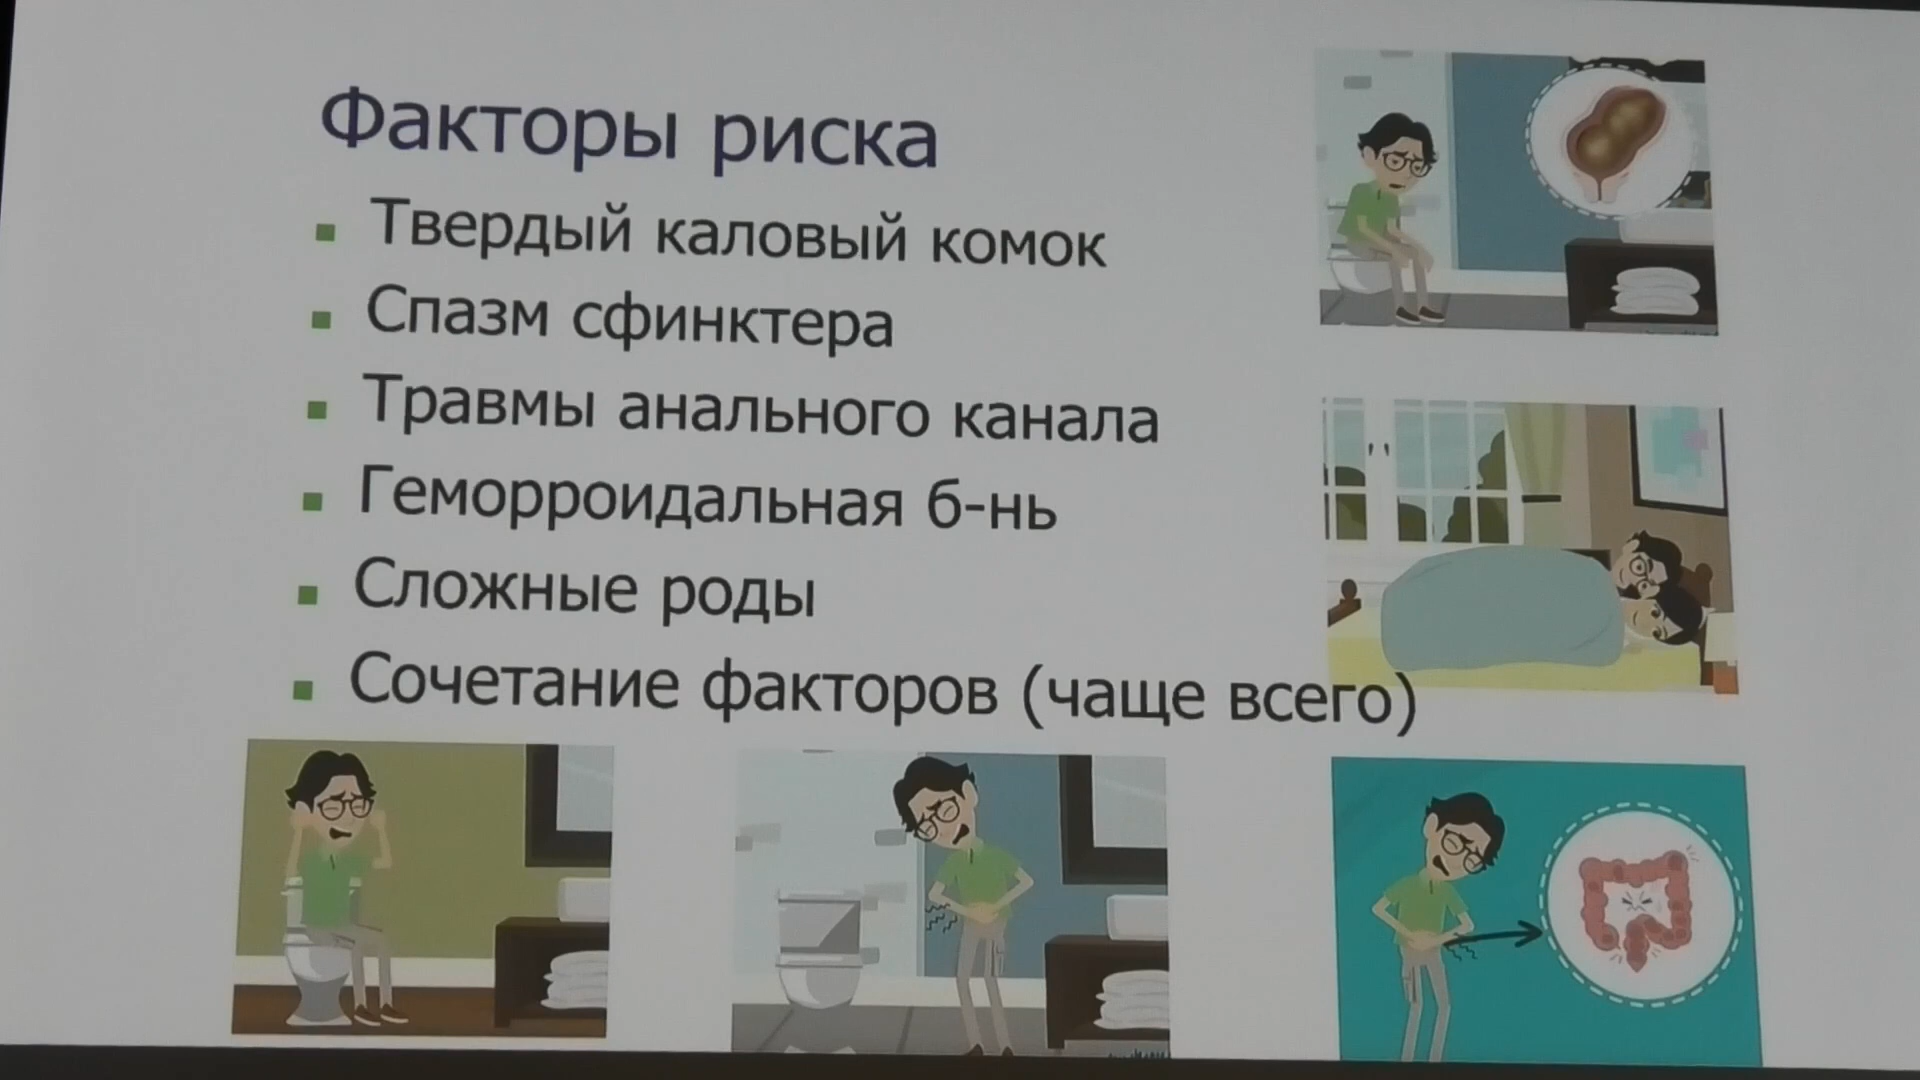 Факторы риска
Твердый каловый комок
Спазм сфинктера
Травмы анального канала
Геморроидальная б-нь
Сложные роды
Сочетание факторов (чаще всего)